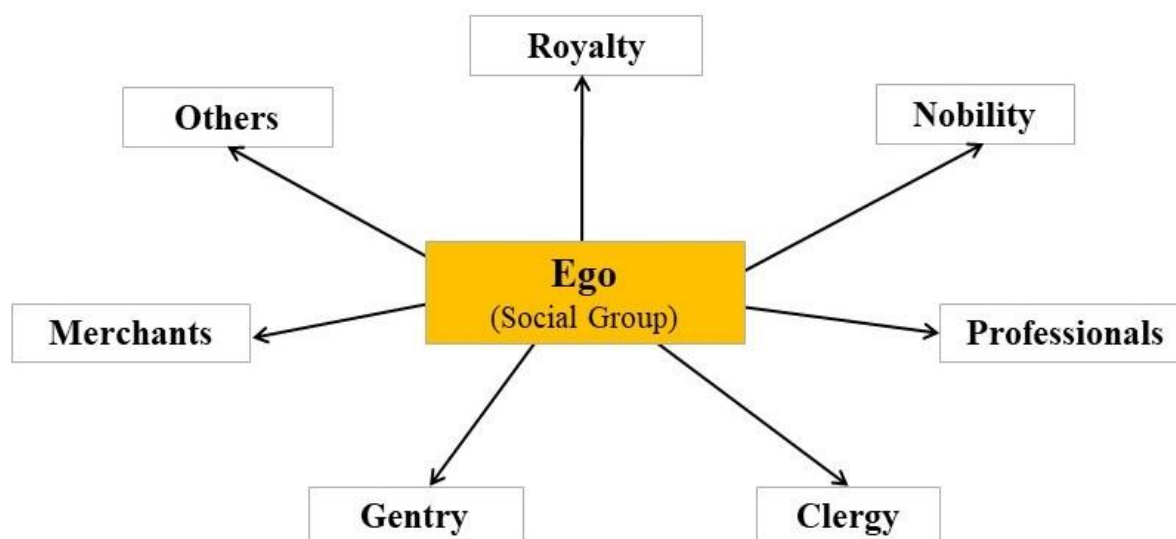 Royalty
Others
Nobility
Ego
(Social Group)
Merchants
Professionals
Gentry
Clergy